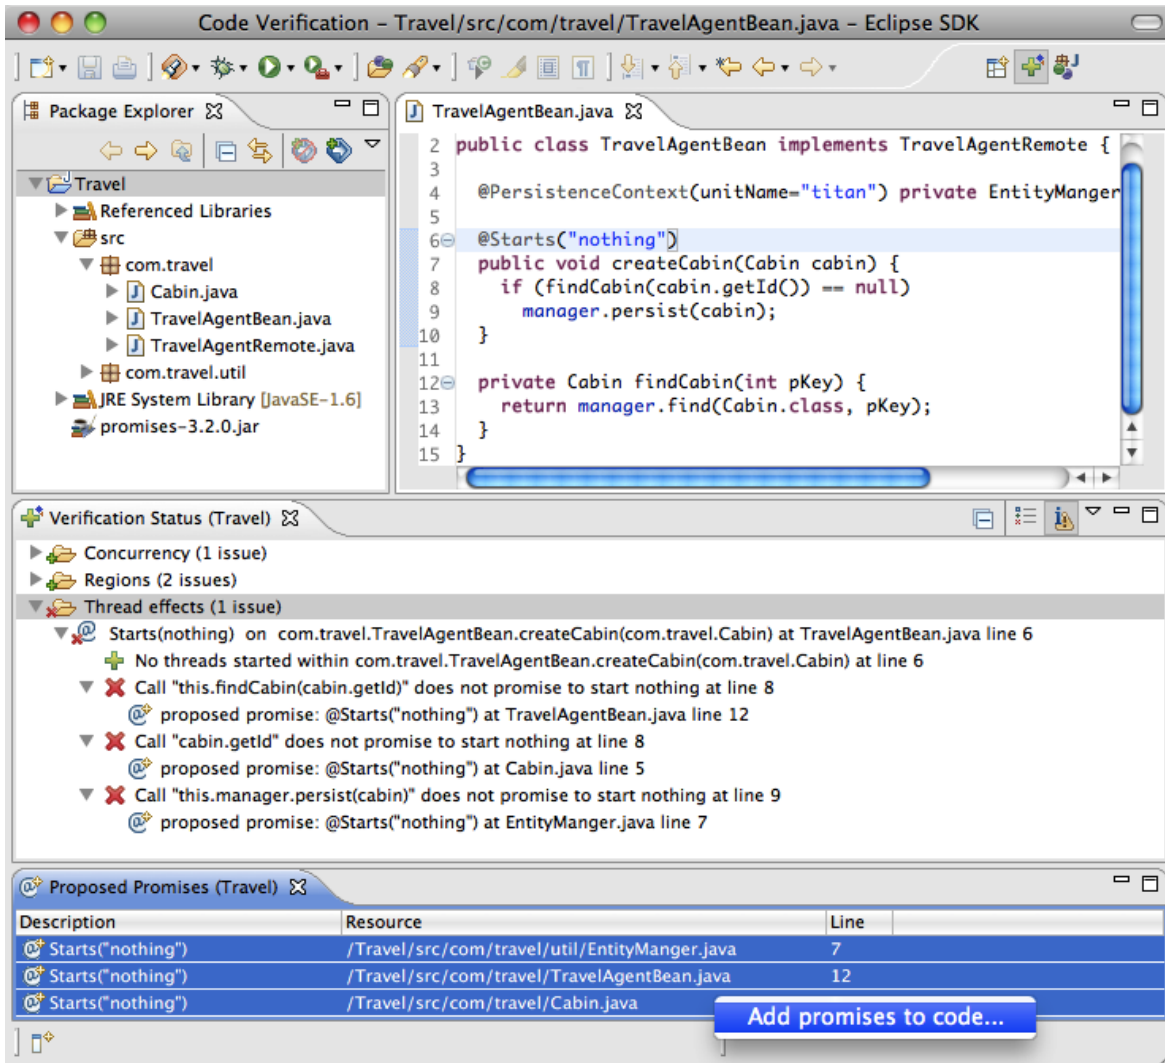 Code Verification – Travel/src/com/travel/TravelAgentBean.java – Eclipse SDK
Package Explorer
Travel
Referenced Libraries
src
com.travel
Cabin.java
TravelAgentBean.java
TravelAgentRemote.java
com.travel.util
JRE System Library [JavaSE-1.6]
promises-3.2.0.jar
TravelAgentBean.java
2 public class TravelAgentBean implements TravelAgentRemote {
3
4 @PersistenceContext(unitName="titan") private EntityManger
5
6 @Starts("nothing")
7 public void createCabin(Cabin cabin) {
8 if (findCabin(cabin.getId()) == null)
9 manager.persist(cabin);
10 }
11
12 private Cabin findCabin(int pKey) {
13 return manager.find(Cabin.class, pKey);
14 }
15 }
Verification Status (Travel)
Concurrency (1 issue)
Regions (2 issues)
Thread effects (1 issue)
Starts(nothing) on com.travel.TravelAgentBean.createCabin(com.travel.Cabin) at TravelAgentBean.java line 6
No threads started within com.travel.TravelAgentBean.createCabin(com.travel.Cabin) at line 6
Call "this.findCabin(cabin.getId)" does not promise to start nothing at line 8
proposed promise: @Starts("nothing") at TravelAgentBean.java line 12
Call "cabin.getId" does not promise to start nothing at line 8
proposed promise: @Starts("nothing") at Cabin.java line 5
Call "this.manager.persist(cabin)" does not promise to start nothing at line 9
proposed promise: @Starts("nothing") at EntityManger.java line 7
Proposed Promises (Travel)
Description Resource Line
Starts("nothing") /Travel/src/com/travel/util/EntityManger.java 7
Starts("nothing") /Travel/src/com/travel/TravelAgentBean.java 12
Starts("nothing") /Travel/src/com/travel/Cabin.java
Add promises to code...